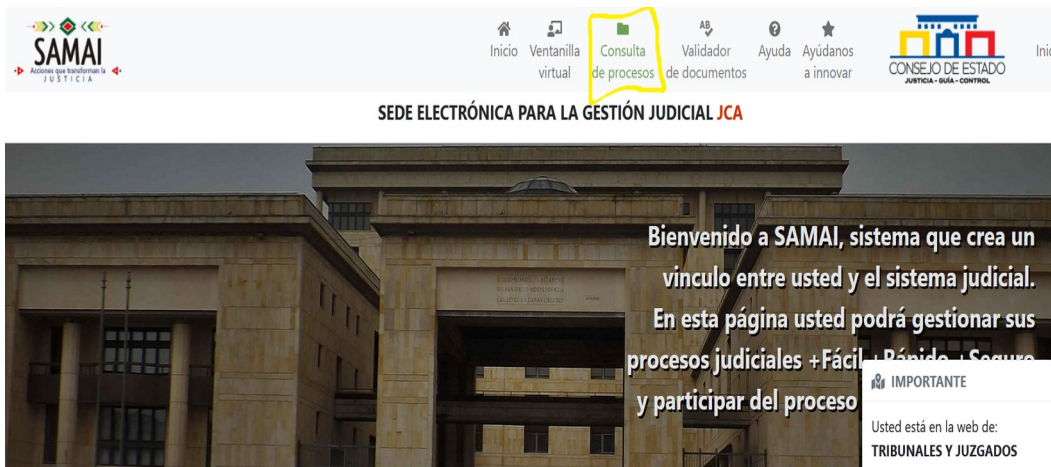 SAMAI
Acciones que transforman la
JUSTICIA
Inicio
Ventanilla
virtual
Consulta
de procesos
AB
Validador
de documentos
Ayuda
Ayúdanos
a innovar
CONSEJO DE ESTADO
JUSTICIA - GUÍA - CONTROL
SEDE ELECTRÓNICA PARA LA GESTIÓN JUDICIAL JCA
Bienvenido a SAMAI, sistema que crea un
vinculo entre usted y el sistema judicial.
En esta página usted podrá gestionar sus
procesos judiciales +Fácil +Rápido +Seguro
y participar del proceso
IMPORTANTE
Usted está en la web de:
TRIBUNALES Y JUZGADOS